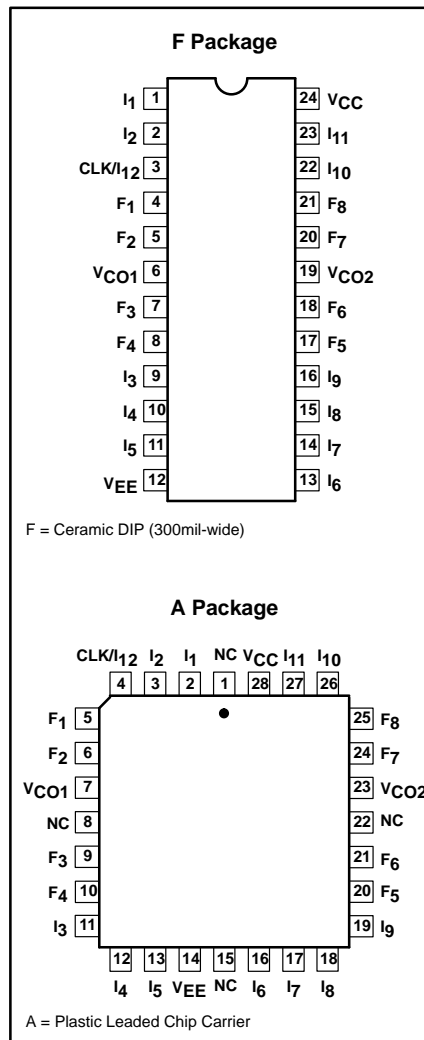 F Package
I1 1 24 VCC
I2 2 23 I11
CLK/I12 3 22 I10
F1 4 21 F8
F2 5 20 F7
VCO1 6 19 VCO2
F3 7 18 F6
F4 8 17 F5
I3 9 16 I9
I4 10 15 I8
I5 11 14 I7
VEE 12 13 I6
F = Ceramic DIP (300mil-wide)
A Package
CLK/I12 I2 I1 NC VCC I11 I10
4 3 2 1 28 27 26
F1 5 25 F8
F2 6 24 F7
VCO1 7 23 VCO2
NC 8 22 NC
F3 9 21 F6
F4 10 20 F5
I3 11 19 I9
12 13 14 15 16 17 18
I4 I5 VEE NC I6 I7 I8
A = Plastic Leaded Chip Carrier